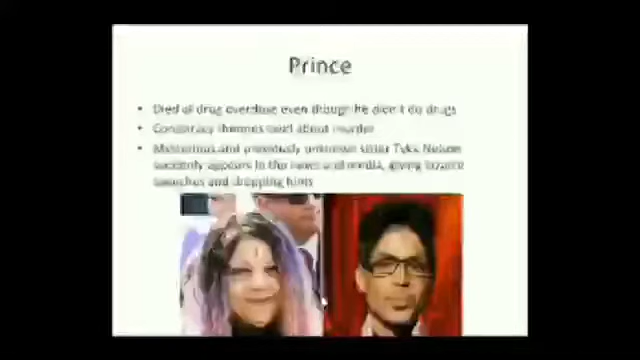 Prince
Died of drug overdose even though he didn't do drugs
Conspiracy theories swirl about murder
Mysterious and previously unknown sister Tyka Nelson
suddenly appears in the news and media, giving bizarre
speeches and dropping hints